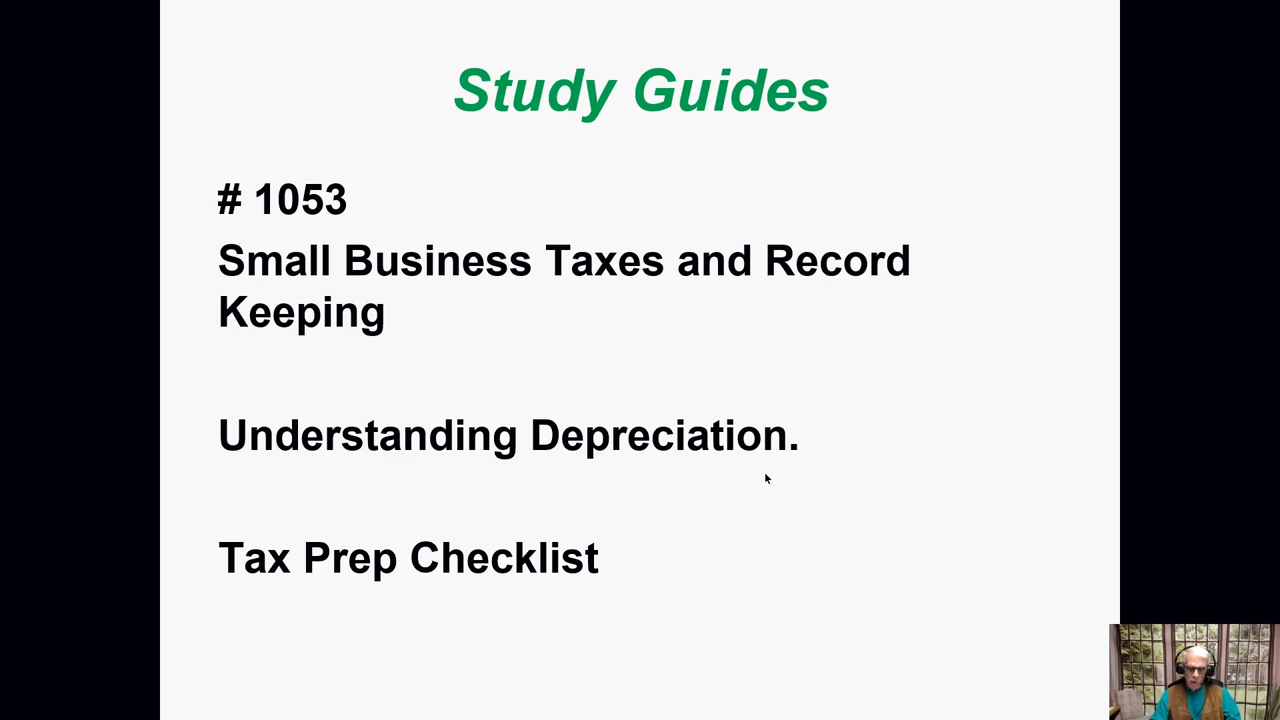 Study Guides
# 1053
Small Business Taxes and Record
Keeping
Understanding Depreciation.
Tax Prep Checklist